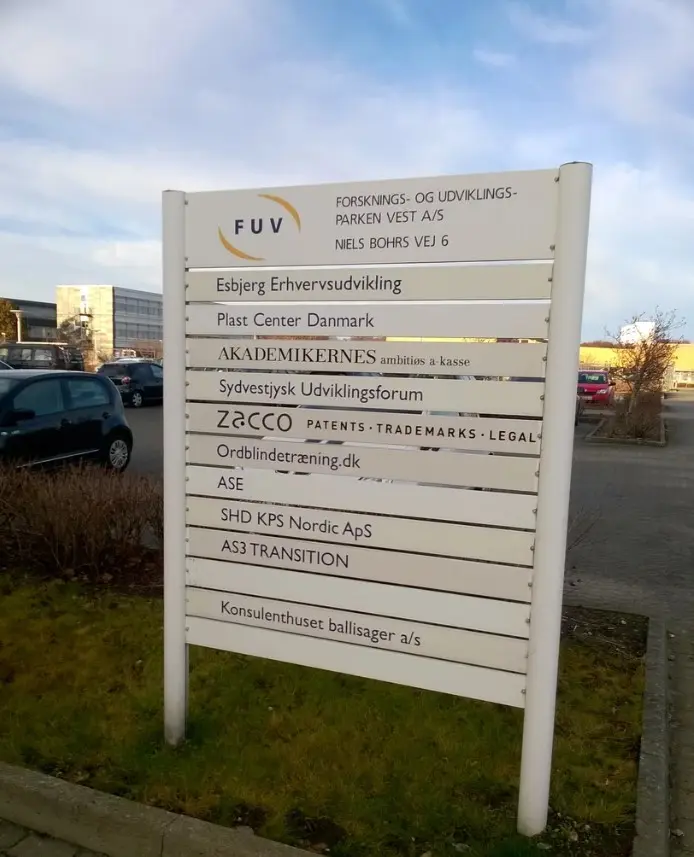 FUV
FORSKNINGS- OG UDVIKLINGS-
PARKEN VEST A/S
NIELS BOHRS VEJ 6
Esbjerg Erhvervsudvikling
Plast Center Danmark
AKADEMIKERNES ambitiøs a-kasse
Sydvestjysk Udviklingsforum
zacco PATENTS · TRADEMARKS · LEGAL
Ordblindetræning.dk
ASE
SHD KPS Nordic ApS
AS3 TRANSITION
Konsulenthuset ballisager a/s